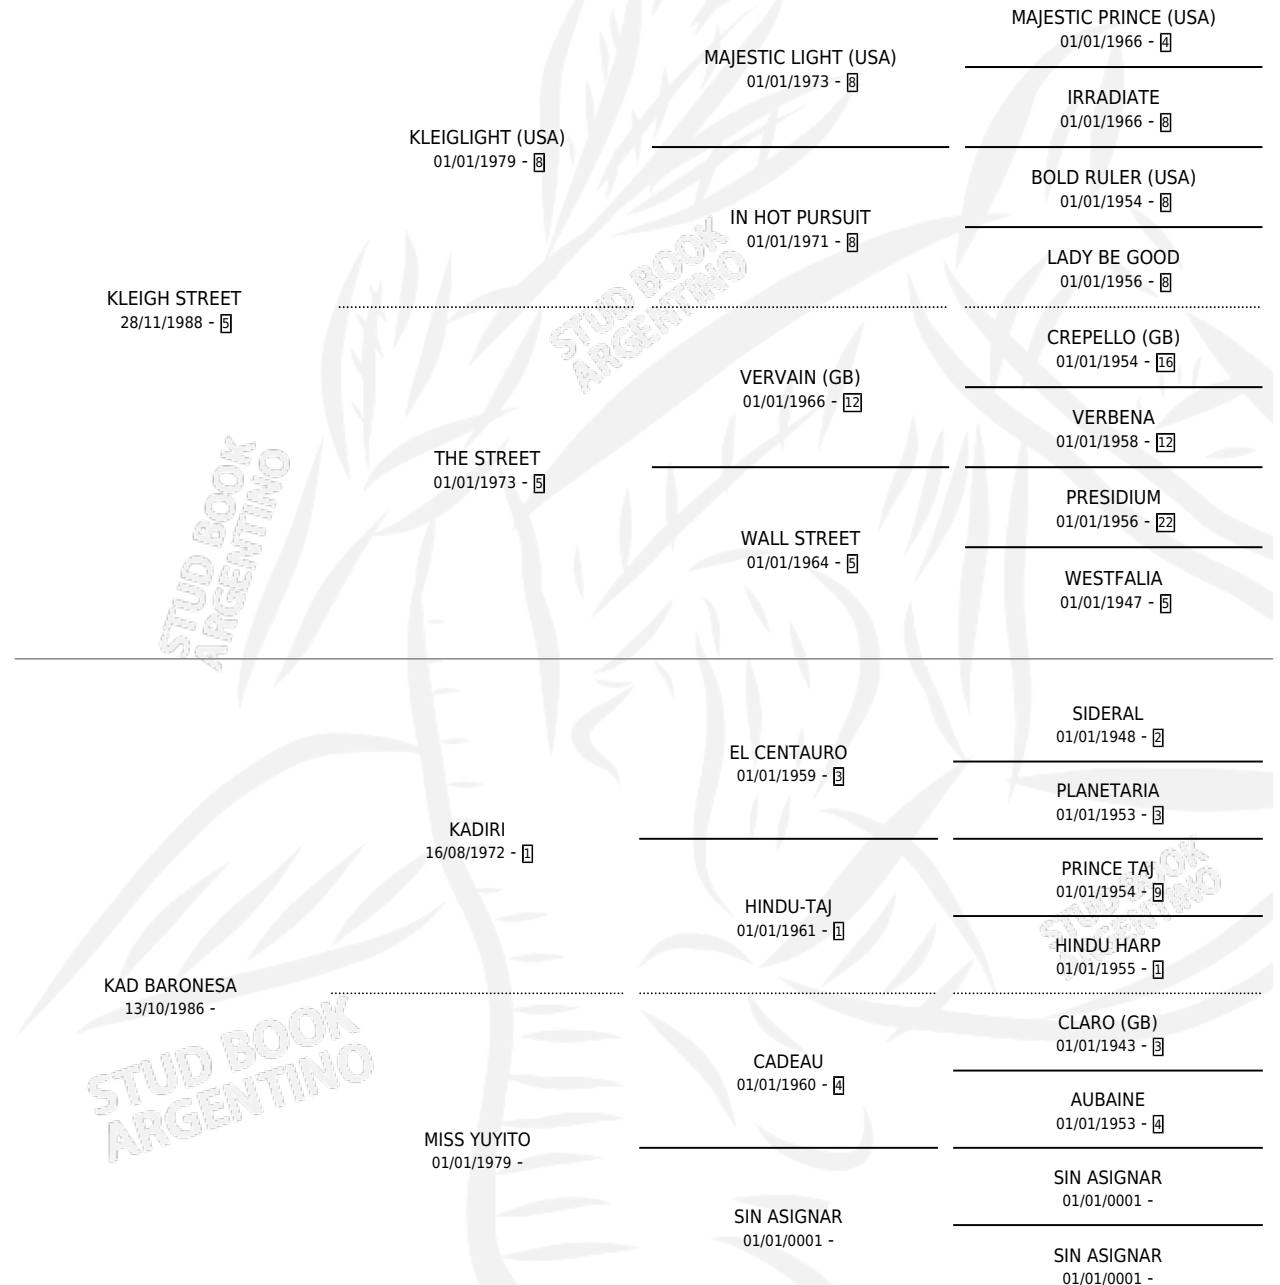 MAJESTIC PRINCE (USA)
01/01/1966 - 4
MAJESTIC LIGHT (USA)
01/01/1973 - 8
IRRADIATE
01/01/1966 - 8
KLEIGLIGHT (USA)
01/01/1979 - 8
BOLD RULER (USA)
01/01/1954 - 8
IN HOT PURSUIT
01/01/1971 - 8
LADY BE GOOD
01/01/1956 - 8
KLEIGH STREET
28/11/1988 - 5
CREPELLO (GB)
01/01/1954 - 16
VERVAIN (GB)
01/01/1966 - 12
VERBENA
01/01/1958 - 12
THE STREET
01/01/1973 - 5
PRESIDIUM
01/01/1956 - 22
WALL STREET
01/01/1964 - 5
WESTFALIA
01/01/1947 - 5
SIDERAL
01/01/1948 - 2
EL CENTAURO
01/01/1959 - 3
PLANETARIA
01/01/1953 - 3
KADIRI
16/08/1972 - 1
PRINCE TAJ
01/01/1954 - 9
HINDU-TAJ
01/01/1961 - 1
HINDU HARP
01/01/1955 - 1
KAD BARONESA
13/10/1986 -
CLARO (GB)
01/01/1943 - 3
CADEAU
01/01/1960 - 4
AUBAINE
01/01/1953 - 4
MISS YUYITO
01/01/1979 -
SIN ASIGNAR
01/01/0001 -
SIN ASIGNAR
01/01/0001 -
SIN ASIGNAR
01/01/0001 -
STUD BOOK
ARGENTINO
STUD BOOK
ARGENTINO
STUD BOOK
ARGENTINO
STUD BOOK
ARGENTINO